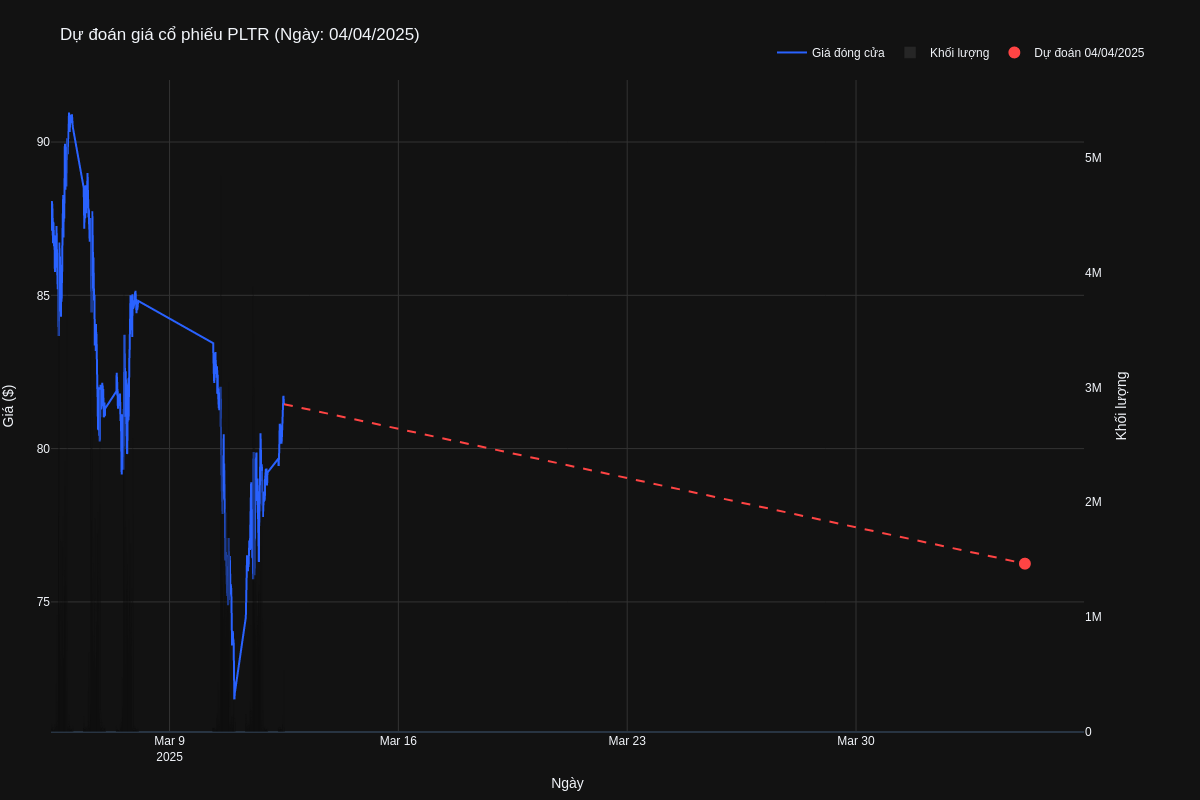 Dự đoán giá cổ phiếu PLTR (Ngày: 04/04/2025)
Giá đóng cửa
Khối lượng
Dự đoán 04/04/2025
90
85
80
75
Giá ($)
5M
4M
3M
2M
1M
0
Khối lượng
Mar 9
2025
Mar 16
Mar 23
Mar 30
Ngày